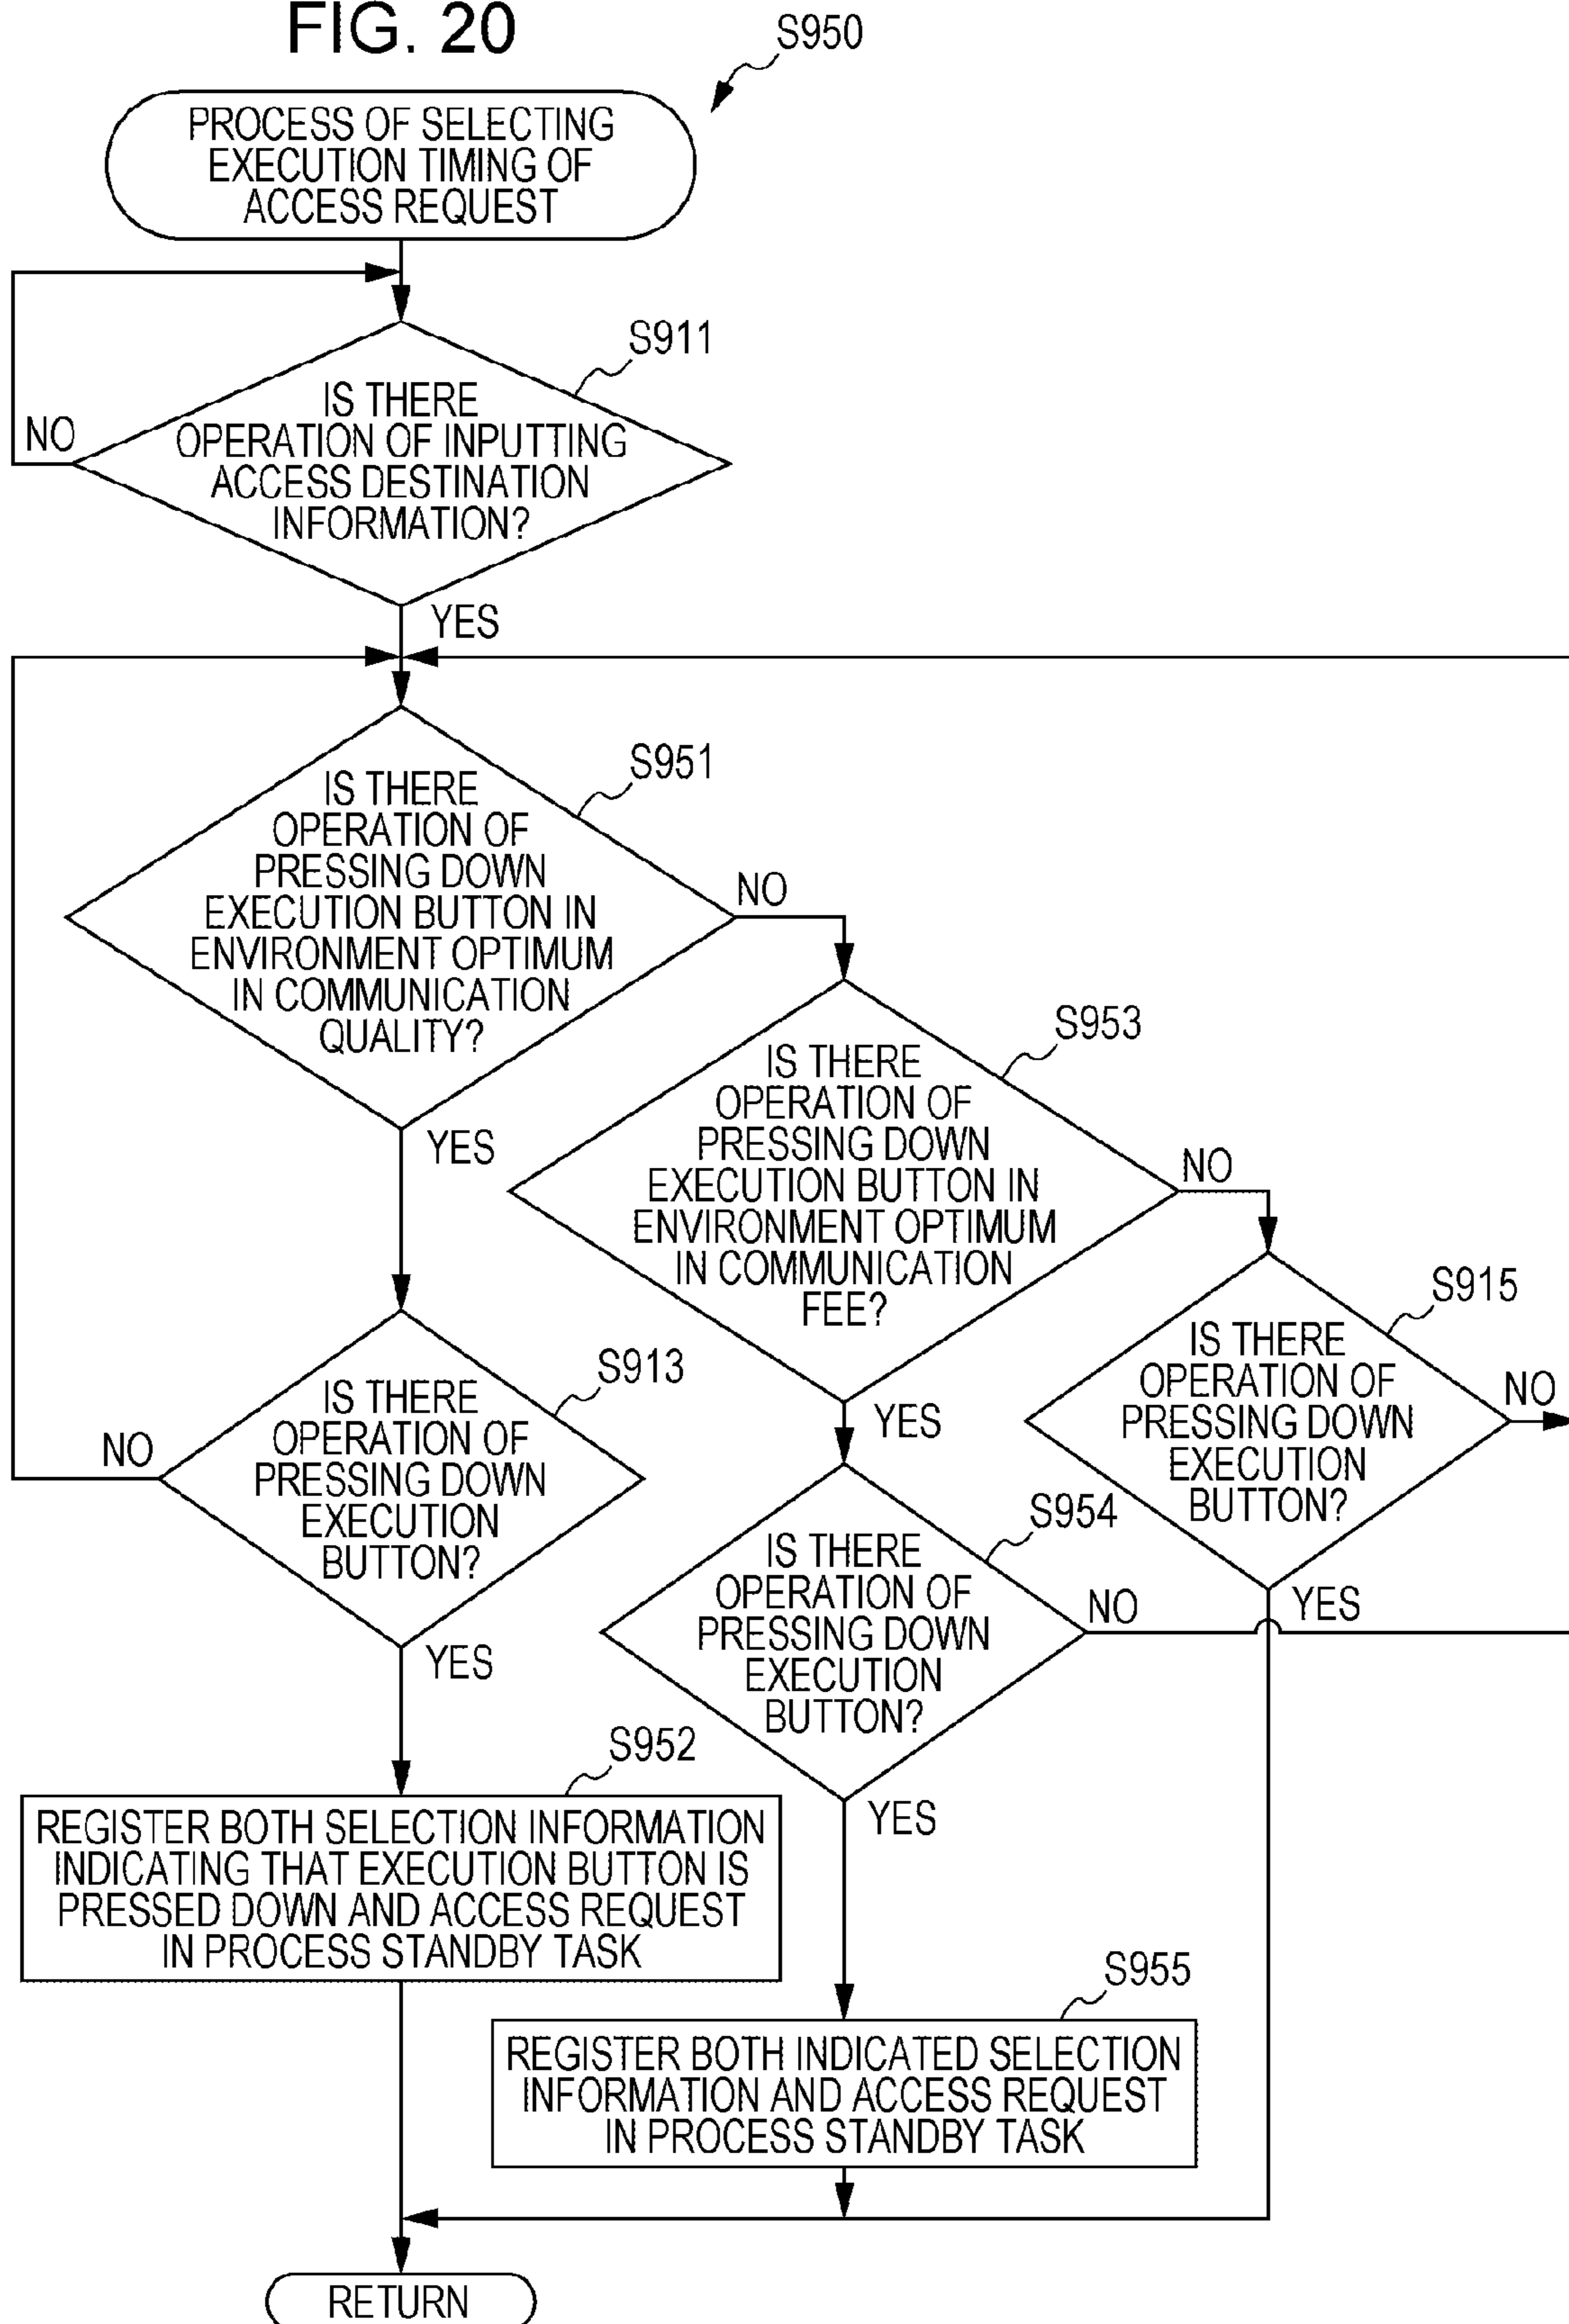 FIG. 20
S950
PROCESS OF SELECTING
EXECUTION TIMING OF
ACCESS REQUEST
S911
IS THERE
OPERATION OF INPUTTING
ACCESS DESTINATION
INFORMATION?
NO
YES
S951
IS THERE
OPERATION OF
PRESSING DOWN
EXECUTION BUTTON IN
ENVIRONMENT OPTIMUM
IN COMMUNICATION
QUALITY?
NO
YES
S953
IS THERE
OPERATION OF
PRESSING DOWN
EXECUTION BUTTON IN
ENVIRONMENT OPTIMUM
IN COMMUNICATION
FEE?
NO
YES
S915
IS THERE
OPERATION OF
PRESSING DOWN
EXECUTION
BUTTON?
NO
YES
S913
IS THERE
OPERATION OF
PRESSING DOWN
EXECUTION
BUTTON?
NO
YES
S954
IS THERE
OPERATION OF
PRESSING DOWN
EXECUTION
BUTTON?
NO
YES
S952
REGISTER BOTH SELECTION INFORMATION
INDICATING THAT EXECUTION BUTTON IS
PRESSED DOWN AND ACCESS REQUEST
IN PROCESS STANDBY TASK
S955
REGISTER BOTH INDICATED SELECTION
INFORMATION AND ACCESS REQUEST
IN PROCESS STANDBY TASK
RETURN